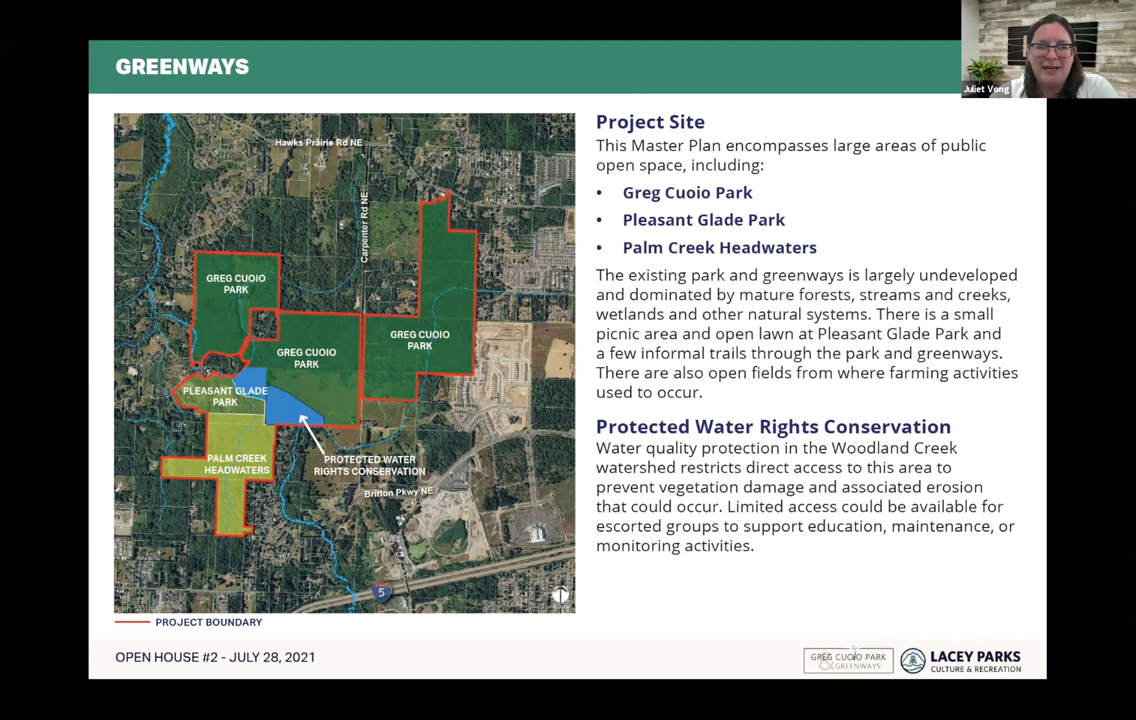 GREENWAYS
Juliet Vong
Hawks Prairie Rd NE
Carpenter Rd NE
GREG CUOIO
PARK
GREG CUOIO
PARK
GREG CUOIO
PARK
PLEASANT GLADE
PARK
PALM CREEK
HEADWATERS
PROTECTED WATER
RIGHTS CONSERVATION
Britton Pkwy NE
5
PROJECT BOUNDARY
Project Site
This Master Plan encompasses large areas of public
open space, including:
• Greg Cuoio Park
• Pleasant Glade Park
• Palm Creek Headwaters
The existing park and greenways is largely undeveloped
and dominated by mature forests, streams and creeks,
wetlands and other natural systems. There is a small
picnic area and open lawn at Pleasant Glade Park and
a few informal trails through the park and greenways.
There are also open fields from where farming activities
used to occur.
Protected Water Rights Conservation
Water quality protection in the Woodland Creek
watershed restricts direct access to this area to
prevent vegetation damage and associated erosion
that could occur. Limited access could be available for
escorted groups to support education, maintenance, or
monitoring activities.
OPEN HOUSE #2 - JULY 28, 2021
GREG CUOIO PARK
& GREENWAYS
LACEY PARKS
CULTURE & RECREATION